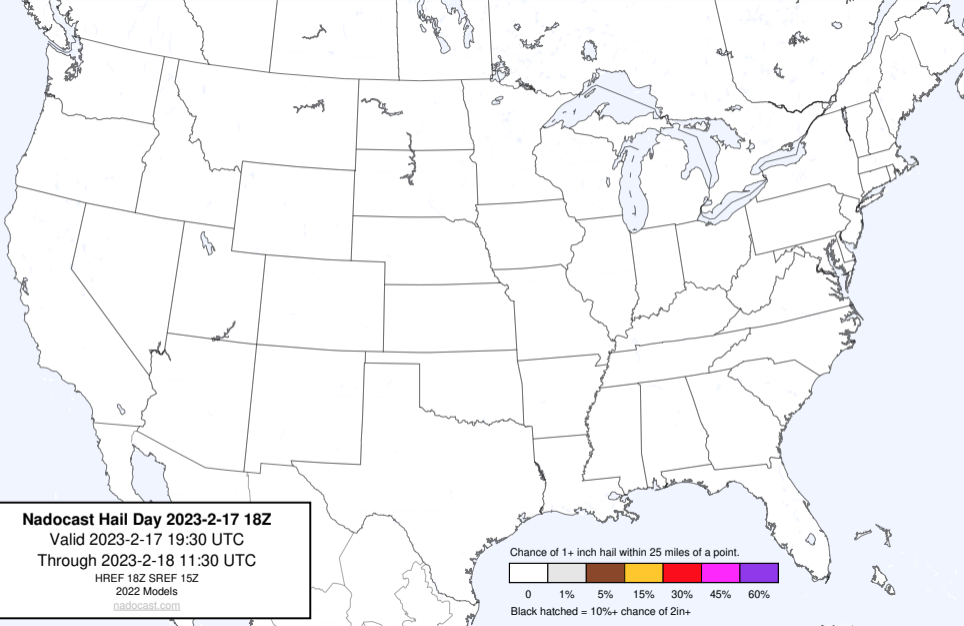 Nadocast Hail Day 2023-2-17 18Z
Valid 2023-2-17 19:30 UTC
Through 2023-2-18 11:30 UTC
HREF 18Z SREF 15Z
2022 Models
nadocast.com
Chance of 1+ inch hail within 25 miles of a point.
0 1% 5% 15% 30% 45% 60%
Black hatched = 10%+ chance of 2in+